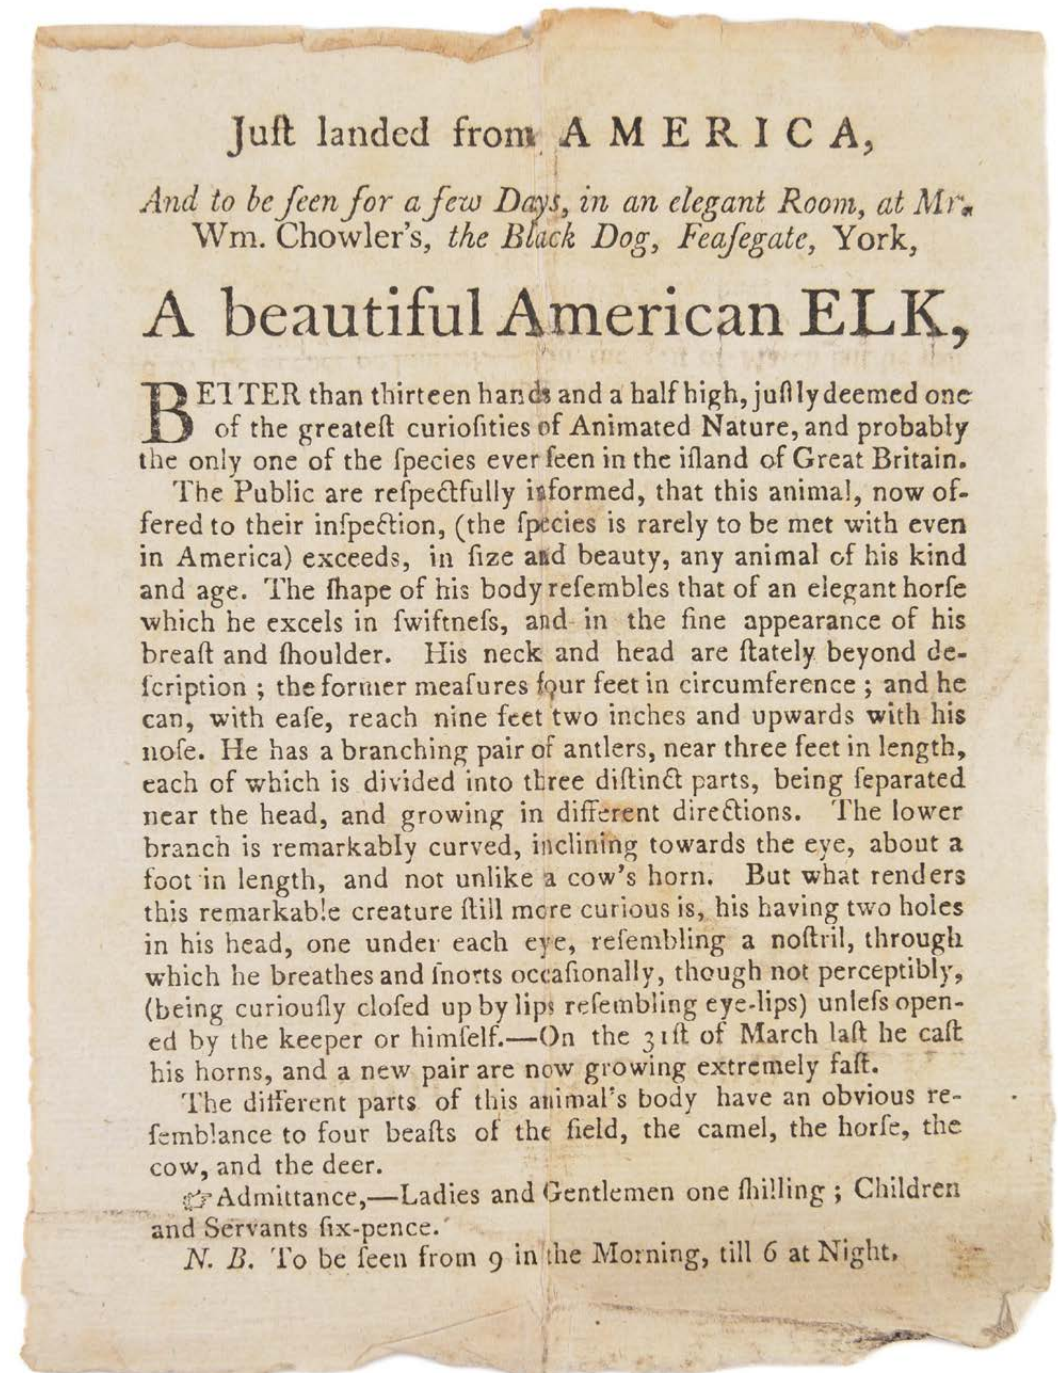 Juſt landed from AMERICA,
And to be ſeen for a few Days, in an elegant Room, at Mr.
Wm. Chowler's, the Black Dog, Feaſegate, York,
A beautiful American ELK,
BETTER than thirteen hands and a half high, juſtly deemed one
of the greateſt curioſities of Animated Nature, and probably
the only one of the ſpecies ever ſeen in the iſland of Great Britain.
The Public are reſpectfully informed, that this animal, now of-
fered to their inſpection, (the ſpecies is rarely to be met with even
in America) exceeds, in ſize and beauty, any animal of his kind
and age. The ſhape of his body reſembles that of an elegant horſe
which he excels in ſwiftneſs, and in the fine appearance of his
breaſt and ſhoulder. His neck and head are ſtately beyond de-
ſcription ; the former meaſures four feet in circumference ; and he
can, with eaſe, reach nine feet two inches and upwards with his
noſe. He has a branching pair of antlers, near three feet in length,
each of which is divided into three diſtinct parts, being ſeparated
near the head, and growing in different directions. The lower
branch is remarkably curved, inclining towards the eye, about a
foot in length, and not unlike a cow's horn. But what renders
this remarkable creature ſtill more curious is, his having two holes
in his head, one under each eye, reſembling a noſtril, through
which he breathes and ſnorts occaſionally, though not perceptibly,
(being curiouſly cloſed up by lips reſembling eye-lips) unleſs open-
ed by the keeper or himſelf.—On the 31ſt of March laſt he caſt
his horns, and a new pair are now growing extremely faſt.
The different parts of this animal's body have an obvious re-
ſemblance to four beaſts of the field, the camel, the horſe, the
cow, and the deer.
☞ Admittance,—Ladies and Gentlemen one ſhilling ; Children
and Servants ſix-pence.
N. B. To be ſeen from 9 in the Morning, till 6 at Night.